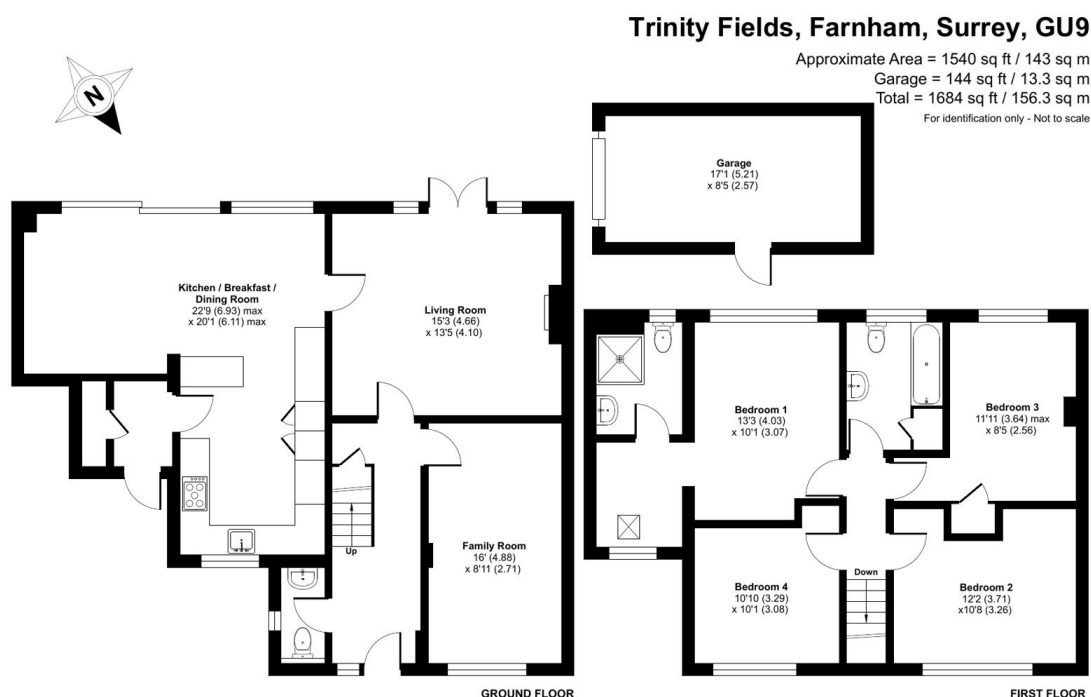 Trinity Fields, Farnham, Surrey, GU9
Approximate Area = 1540 sq ft / 143 sq m
Garage = 144 sq ft / 13.3 sq m
Total = 1684 sq ft / 156.3 sq m
For identification only - Not to scale
N
Garage
17'1 (5.21)
x 8'5 (2.57)
Kitchen / Breakfast /
Dining Room
22'9 (6.93) max
x 20'1 (6.11) max
Living Room
15'3 (4.66)
x 13'5 (4.10)
Up
Family Room
16' (4.88)
x 8'11 (2.71)
GROUND FLOOR
Bedroom 1
13'3 (4.03)
x 10'1 (3.07)
Bedroom 3
11'11 (3.64) max
x 8'5 (2.56)
Bedroom 4
10'10 (3.29)
x 10'1 (3.08)
Down
Bedroom 2
12'2 (3.71)
x10'8 (3.26)
FIRST FLOOR